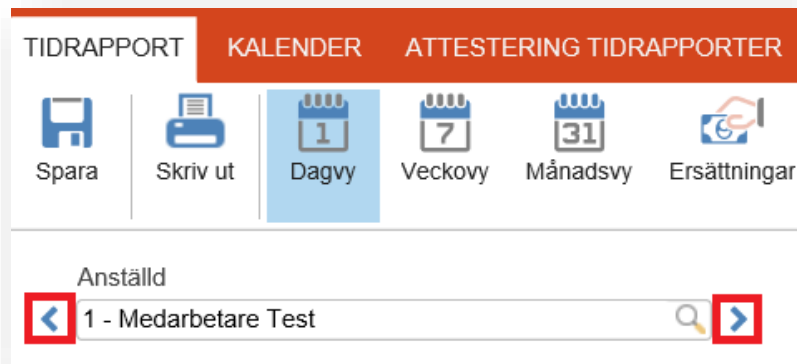 TIDRAPPORT KALENDER ATTESTERING TIDRAPPORTER
1 7 31
Spara Skriv ut Dagvy Veckovy Månadsvy Ersättningar
Anställd
1 - Medarbetare Test